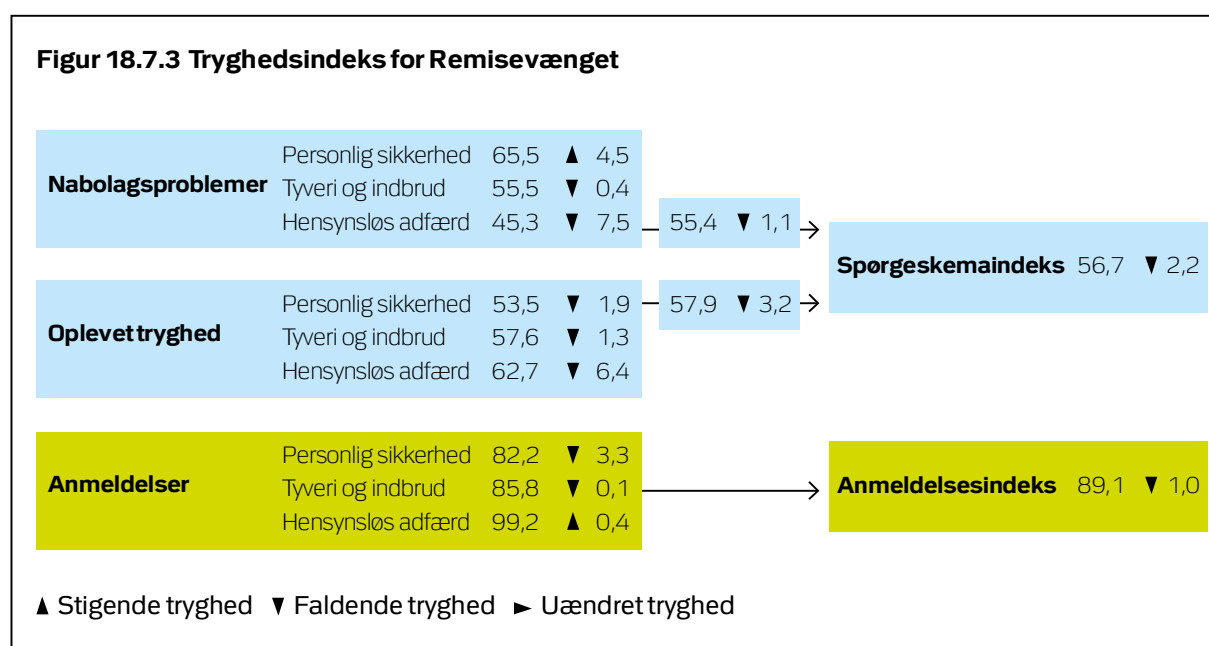 Figur 18.7.3 Tryghedsindeks for Remisevænget
Nabolagsproblemer
Personlig sikkerhed 65,5 ▲ 4,5
Tyveri og indbrud 55,5 ▼ 0,4
Hensynsløs adfærd 45,3 ▼ 7,5
55,4 ▼ 1,1
Oplevet tryghed
Personlig sikkerhed 53,5 ▼ 1,9
Tyveri og indbrud 57,6 ▼ 1,3
Hensynsløs adfærd 62,7 ▼ 6,4
57,9 ▼ 3,2
Spørgeskemaindeks 56,7 ▼ 2,2
Anmeldelser
Personlig sikkerhed 82,2 ▼ 3,3
Tyveri og indbrud 85,8 ▼ 0,1
Hensynsløs adfærd 99,2 ▲ 0,4
Anmeldelsesindeks 89,1 ▼ 1,0
▲ Stigende tryghed ▼ Faldende tryghed ► Uændret tryghed